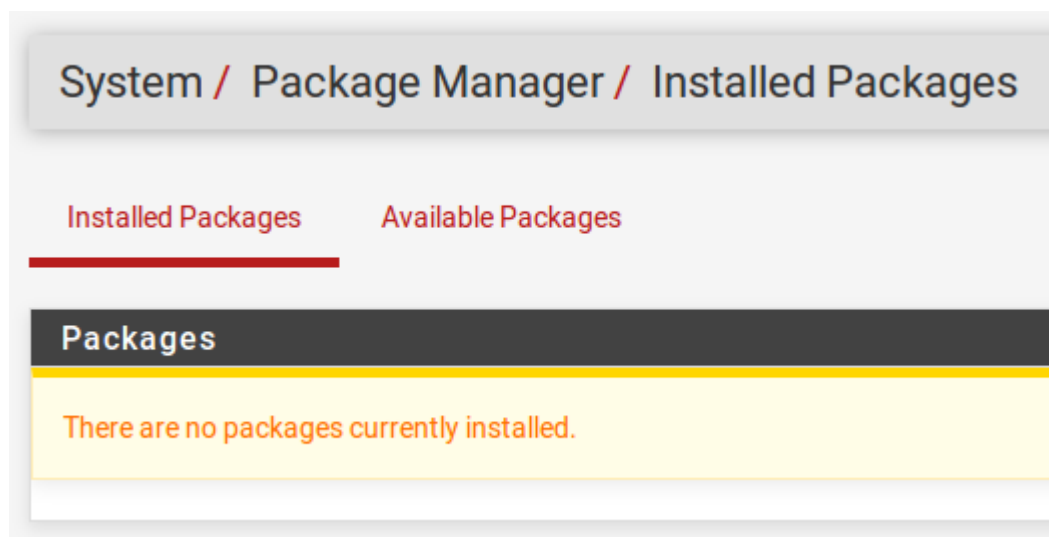 System / Package Manager / Installed Packages
Installed Packages Available Packages
Packages
There are no packages currently installed.